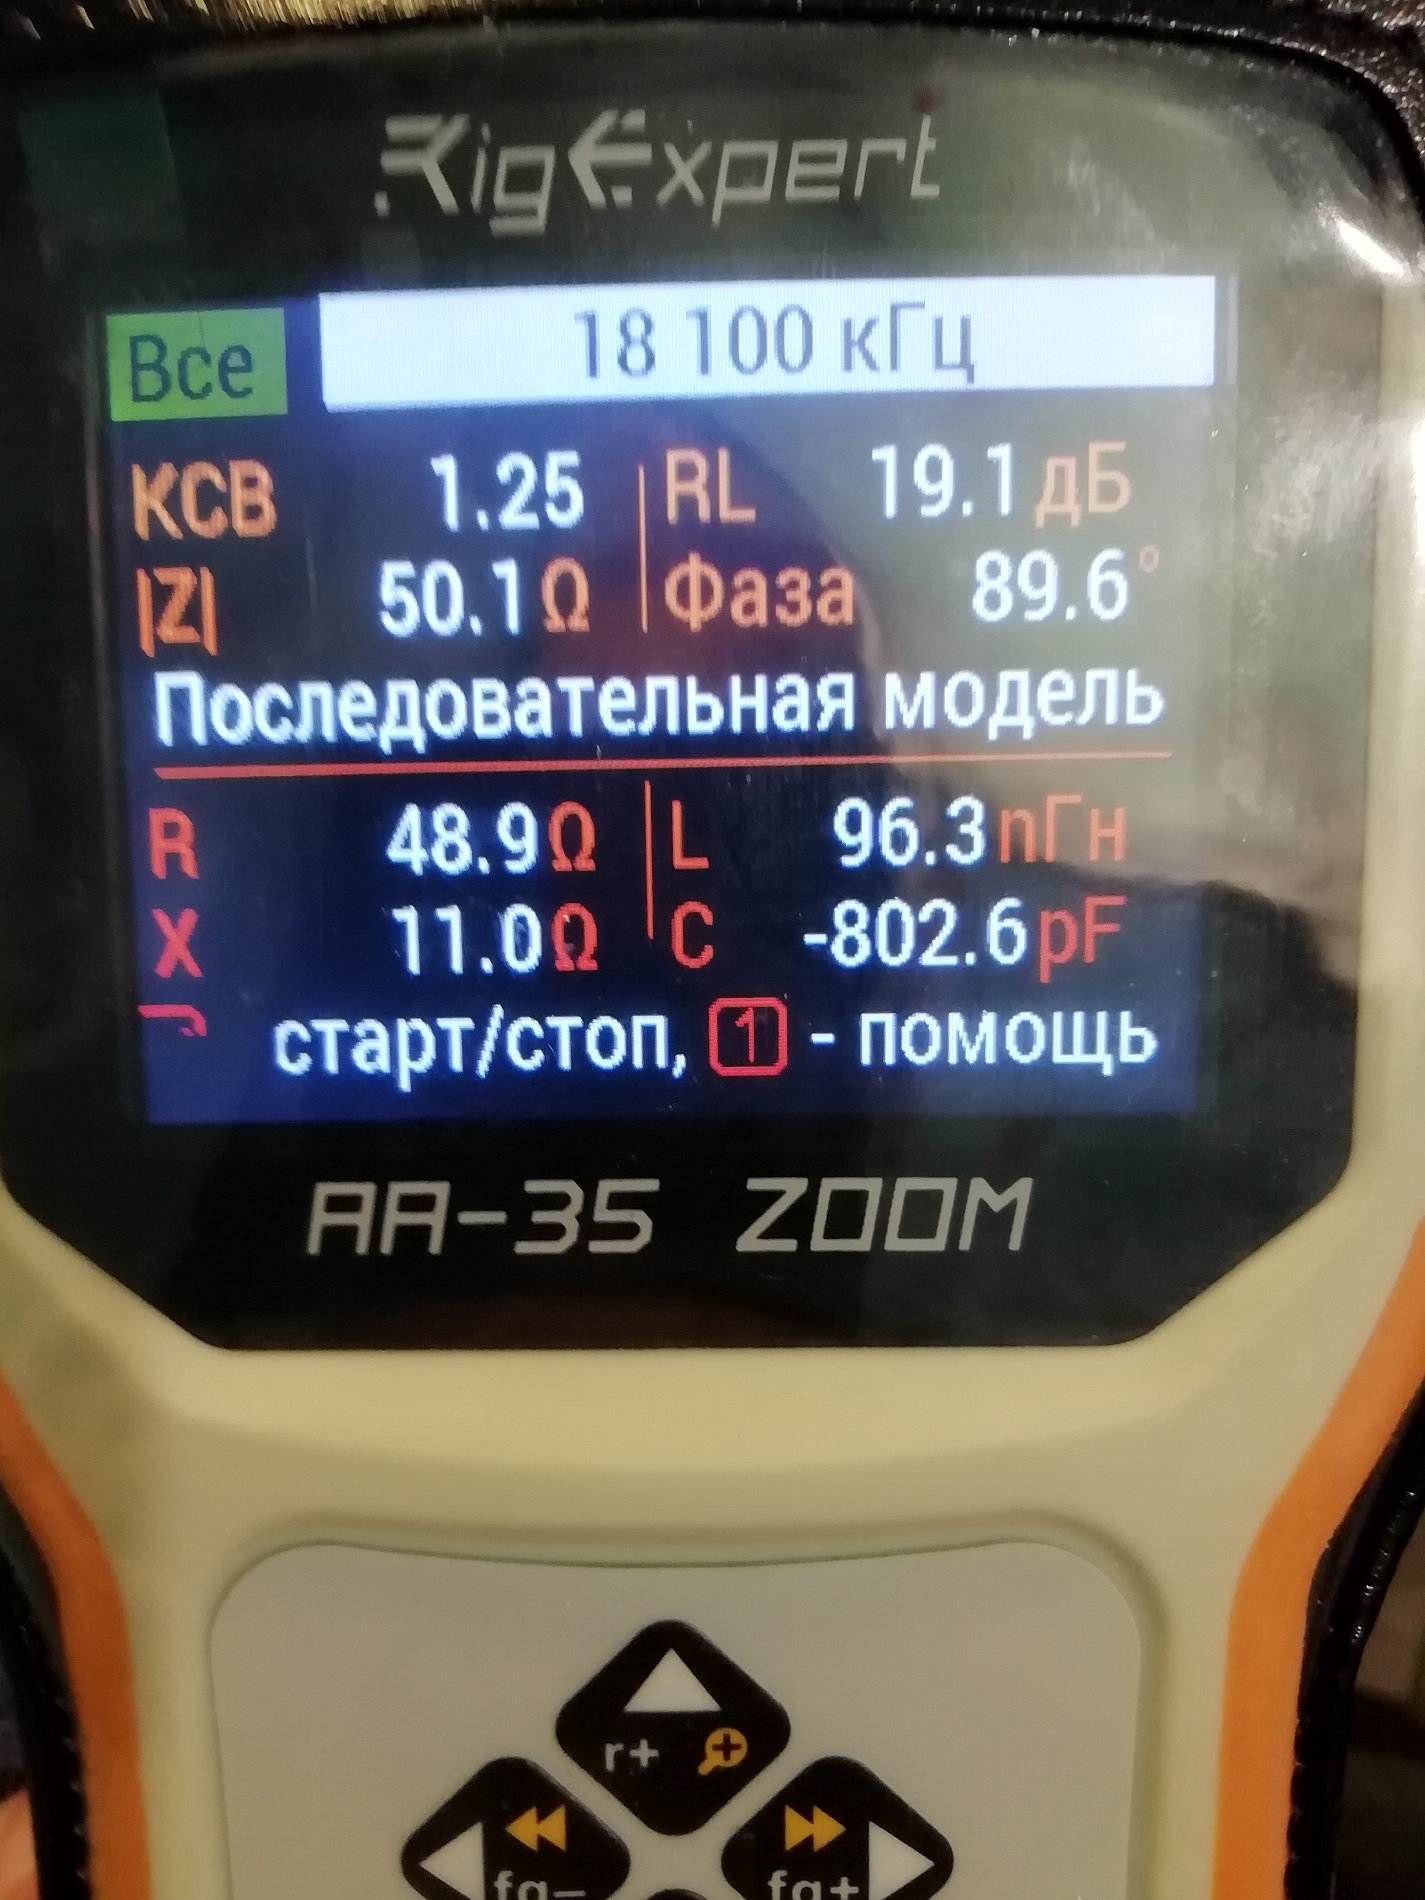 RigExpert
Все 18 100 кГц
КСВ 1.25 RL 19.1 дБ
|Z| 50.1 Ω Фаза 89.6°
Последовательная модель
R 48.9 Ω L 96.3 nГн
X 11.0 Ω C -802.6 pF
старт/стоп, 1 - помощь
AA-35 ZOOM
r+
fq- fq+